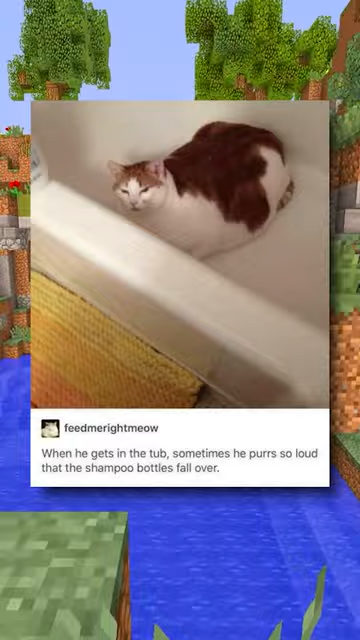 feedmerightmeow
When he gets in the tub, sometimes he purrs so loud
that the shampoo bottles fall over.